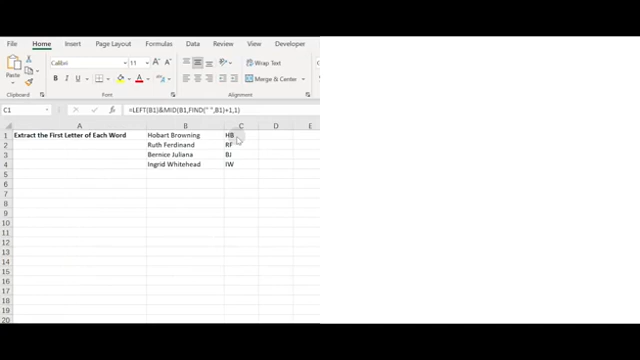 File Home Insert Page Layout Formulas Data Review View Developer
Calibri 11 Wrap Text
Paste B I U Merge & Center
Clipboard Font Alignment
C1 =LEFT(B1)&MID(B1,FIND(" ",B1)+1,1)
A B C D E
1 Extract the First Letter of Each Word Hobart Browning HB
2 Ruth Ferdinand RF
3 Bernice Juliana BJ
4 Ingrid Whitehead IW
5
6
7
8
9
10
11
12
13
14
15
16
17
18
19
20